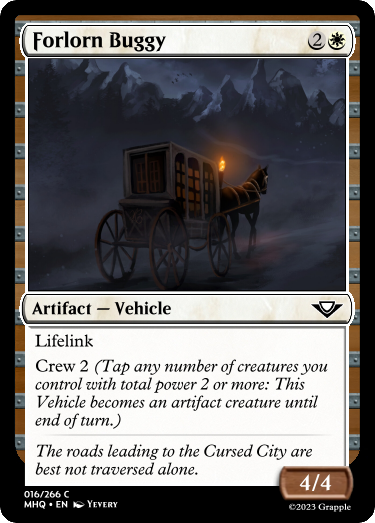 Forlorn Buggy 2
Artifact — Vehicle
Lifelink
Crew 2 (Tap any number of creatures you
control with total power 2 or more: This
Vehicle becomes an artifact creature until
end of turn.)
The roads leading to the Cursed City are
best not traversed alone.
4/4
016/266 C
MHQ • EN Yevery
©2023 Grapple